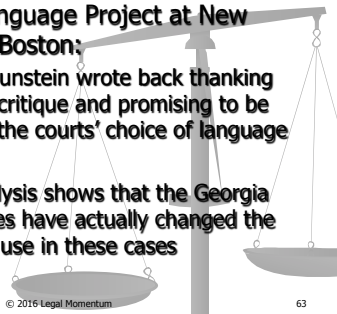 nguage Project at New
Boston:
unstein wrote back thanking
critique and promising to be
the courts' choice of language
lysis shows that the Georgia
es have actually changed the
use in these cases
© 2016 Legal Momentum 63